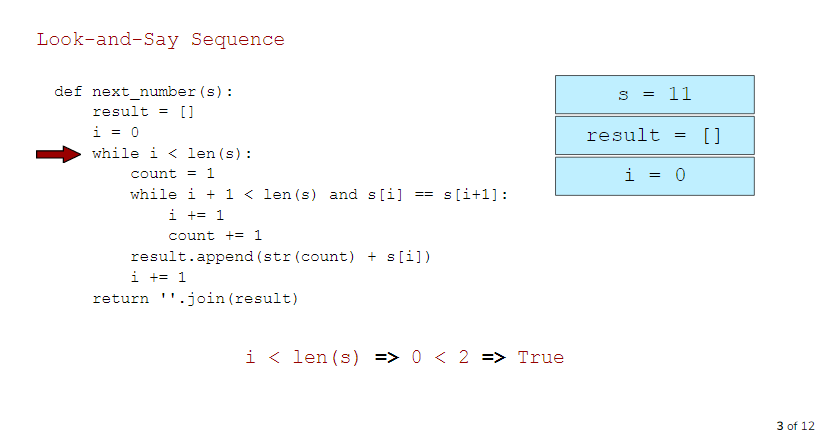 Look-and-Say Sequence
def next_number(s):
    result = []
    i = 0
    while i < len(s):
        count = 1
        while i + 1 < len(s) and s[i] == s[i+1]:
            i += 1
            count += 1
        result.append(str(count) + s[i])
        i += 1
    return ''.join(result)
s = 11
result = []
i = 0
i < len(s) => 0 < 2 => True
3 of 12